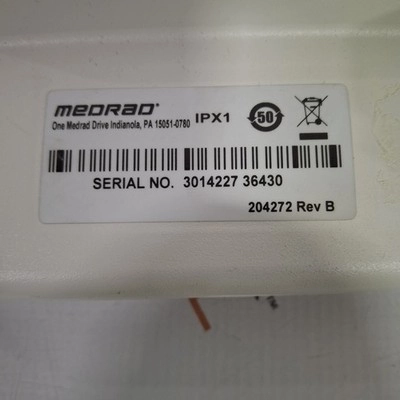 MEDRAD®
One Medrad Drive Indianola, PA 15051-0780
IPX1
50
SERIAL NO. 3014227 36430
204272 Rev B